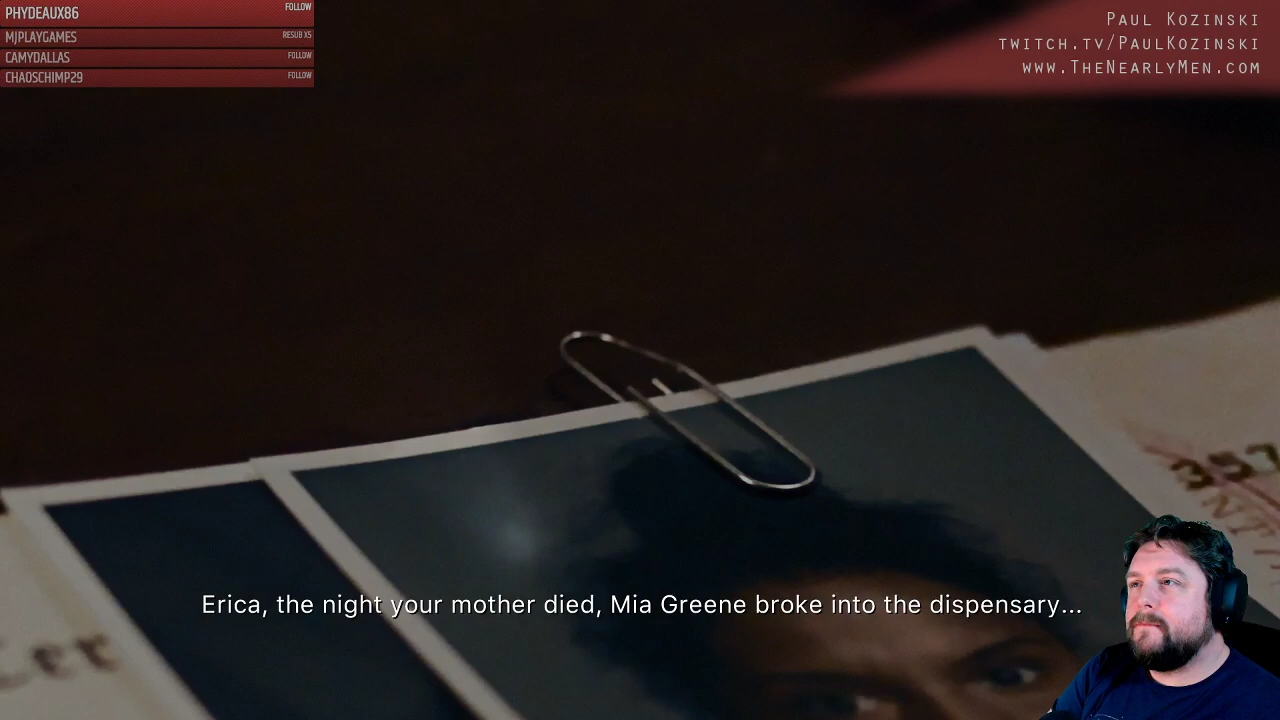 PHYDEAUX86 FOLLOW
MJPLAYGAMES RESUB X5
CAMYDALLAS FOLLOW
CHAOSCHIMP29 FOLLOW
Paul Kozinski
twitch.tv/PaulKozinski
www.TheNearlyMen.com
357
Erica, the night your mother died, Mia Greene broke into the dispensary...